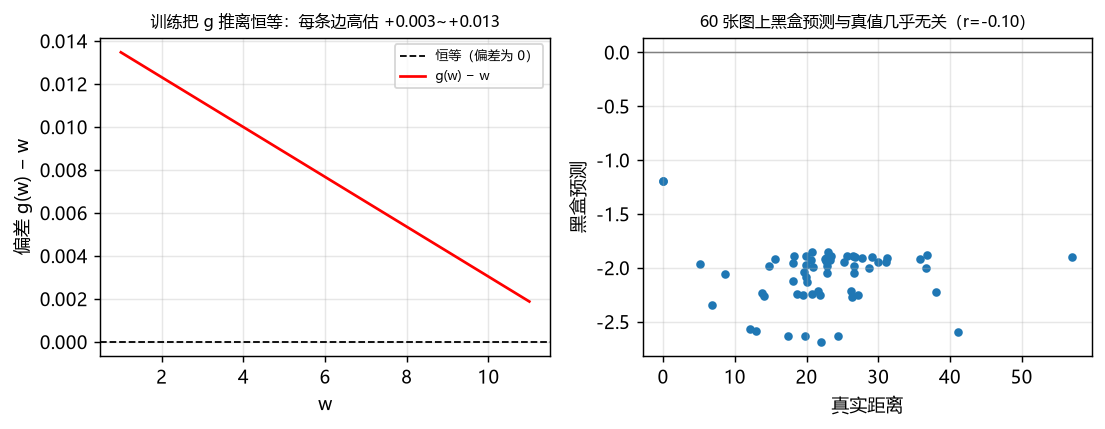 训练把 g 推离恒等：每条边高估 +0.003~+0.013
偏差 g(w) − w
0.014
0.012
0.010
0.008
0.006
0.004
0.002
0.000
恒等（偏差为 0）
g(w) − w
2 4 6 8 10
w
60 张图上黑盒预测与真值几乎无关（r=-0.10）
黑盒预测
0.0
-0.5
-1.0
-1.5
-2.0
-2.5
0 10 20 30 40 50
真实距离